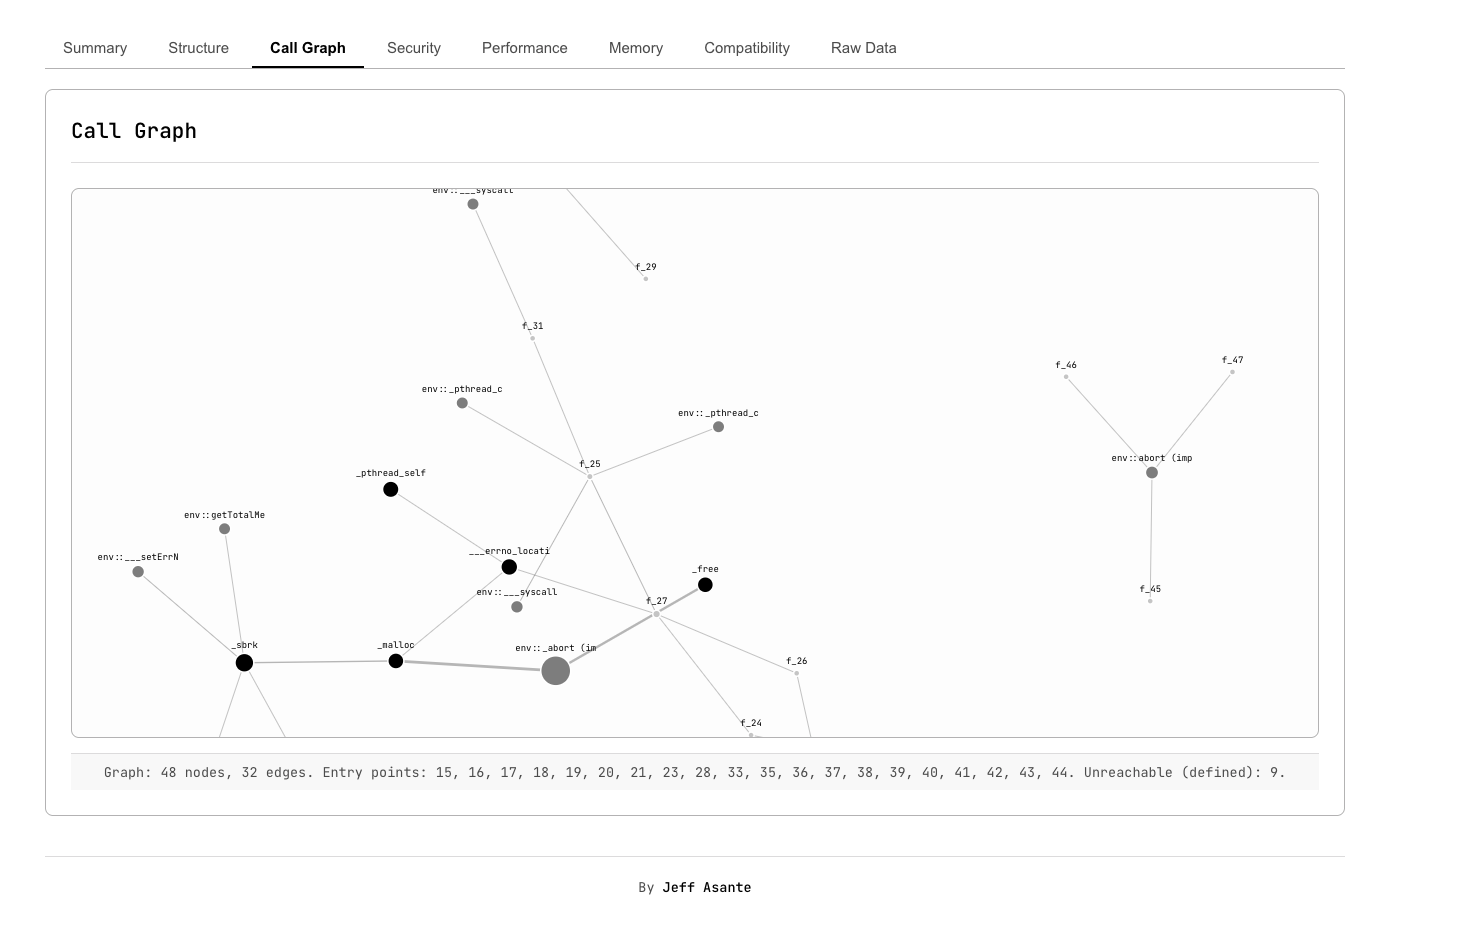 Summary Structure Call Graph Security Performance Memory Compatibility Raw Data
Call Graph
env::___syscall
f_29
f_31
f_47
f_46
env::_pthread_c
env::_pthread_c
env::abort (imp
f_25
_pthread_self
env::getTotalMe
___errno_locati
env::___setErrN
_free
f_45
env::___syscall
f_27
_sbrk
_malloc
env::_abort (im
f_26
f_24
Graph: 48 nodes, 32 edges. Entry points: 15, 16, 17, 18, 19, 20, 21, 23, 28, 33, 35, 36, 37, 38, 39, 40, 41, 42, 43, 44. Unreachable (defined): 9.
By Jeff Asante